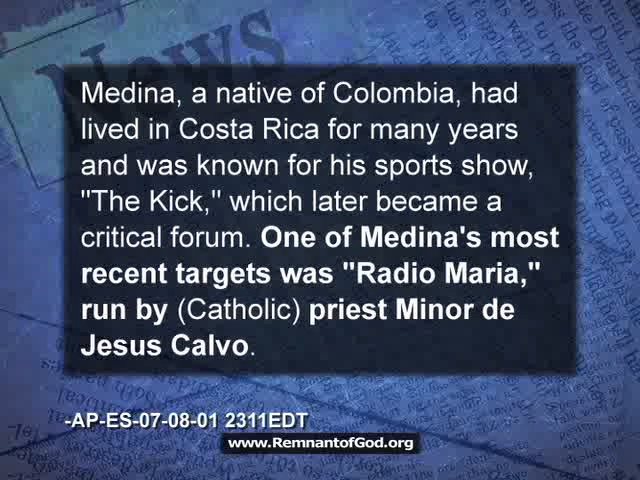 News
Medina, a native of Colombia, had
lived in Costa Rica for many years
and was known for his sports show,
"The Kick," which later became a
critical forum. One of Medina's most
recent targets was "Radio Maria,"
run by (Catholic) priest Minor de
Jesus Calvo.
-AP-ES-07-08-01 2311EDT
www.RemnantofGod.org